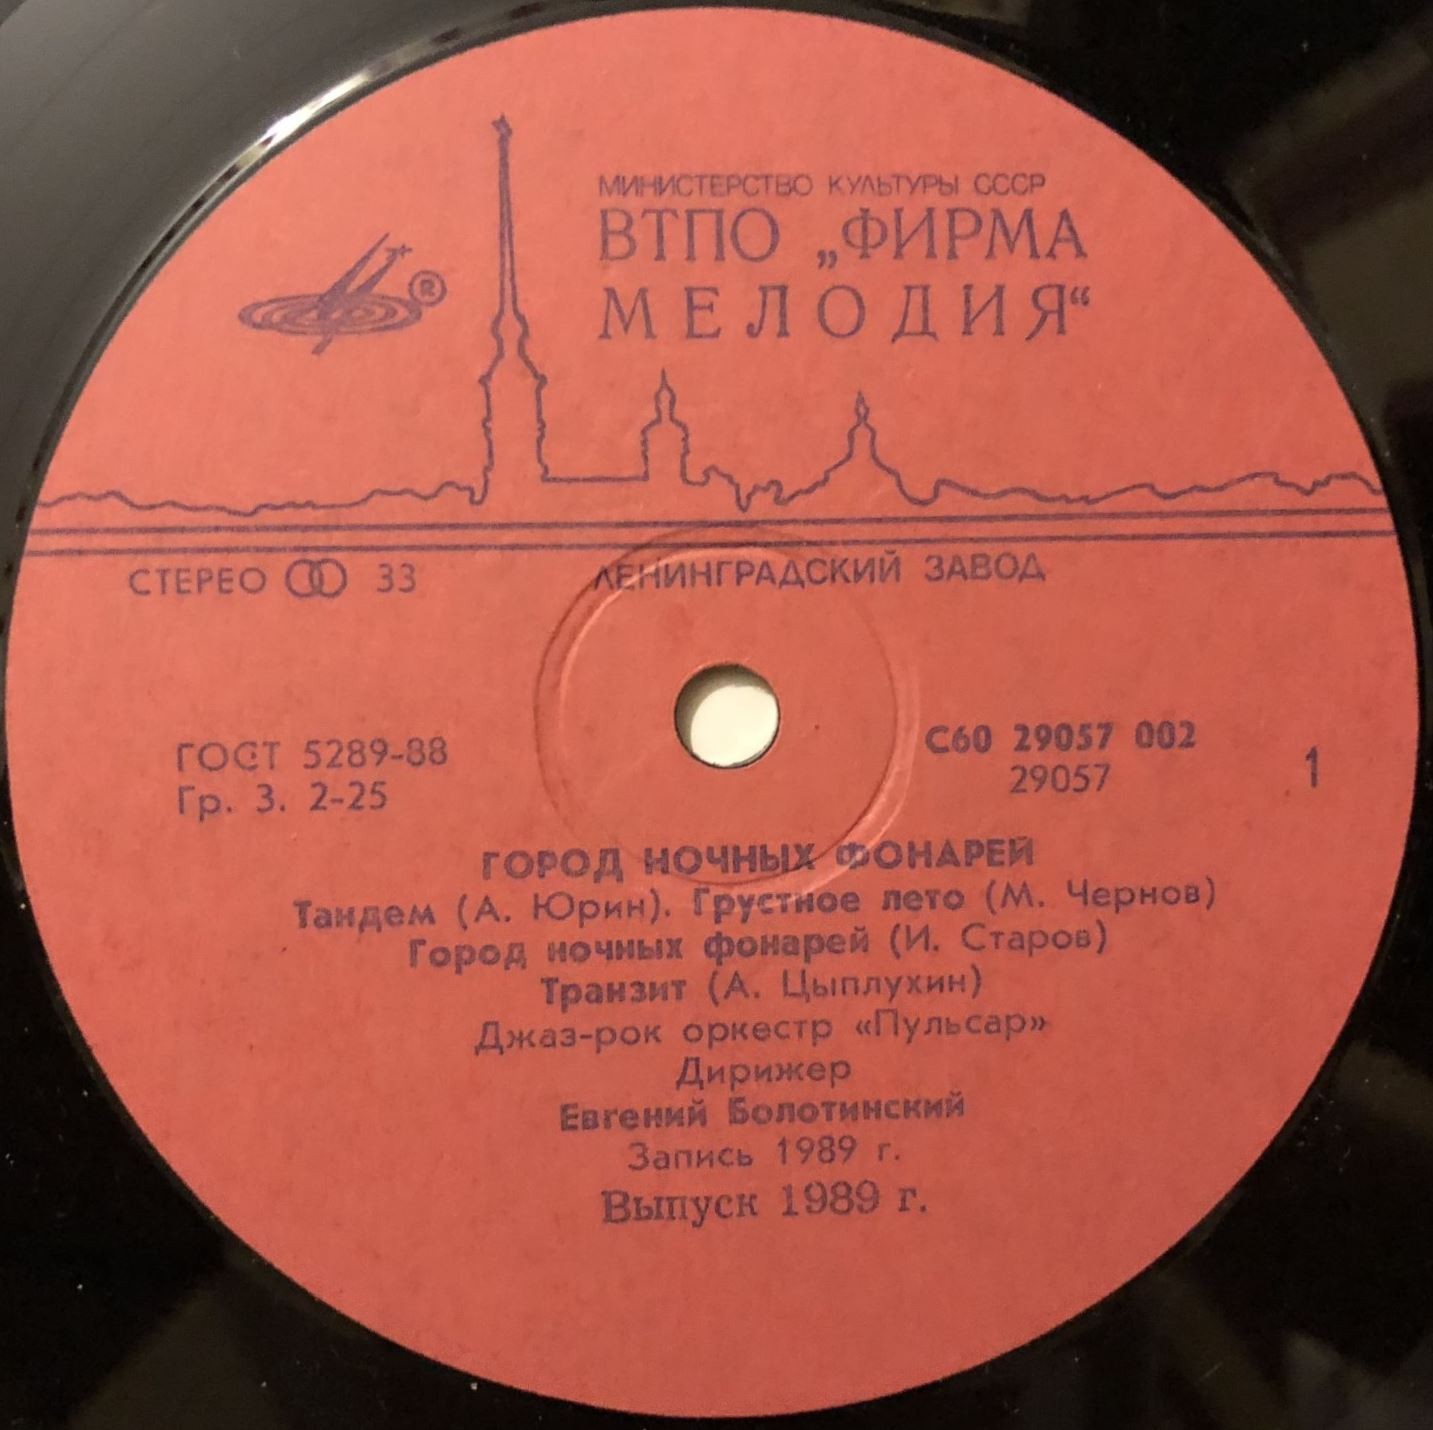 МИНИСТЕРСТВО КУЛЬТУРЫ СССР
ВТПО „ФИРМА
МЕЛОДИЯ“
®
СТЕРЕО 33
ЛЕНИНГРАДСКИЙ ЗАВОД
ГОСТ 5289-88
Гр. 3. 2-25
С60 29057 002
29057
1
ГОРОД НОЧНЫХ ФОНАРЕЙ
Тандем (А. Юрин). Грустное лето (М. Чернов)
Город ночных фонарей (И. Старов)
Транзит (А. Цыплухин)
Джаз-рок оркестр «Пульсар»
Дирижер
Евгений Болотинский
Запись 1989 г.
Выпуск 1989 г.